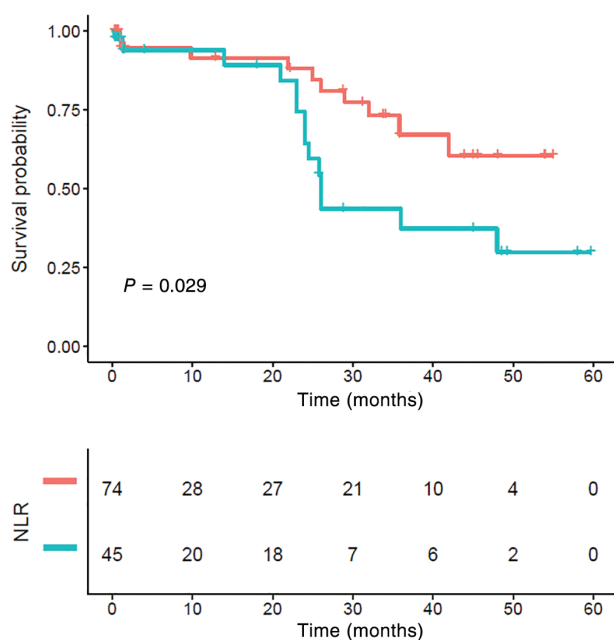 1.00
0.75
0.50
0.25
0.00
Survival probability
P = 0.029
0 10 20 30 40 50 60
Time (months)
NLR
74 28 27 21 10 4 0
45 20 18 7 6 2 0
0 10 20 30 40 50 60
Time (months)